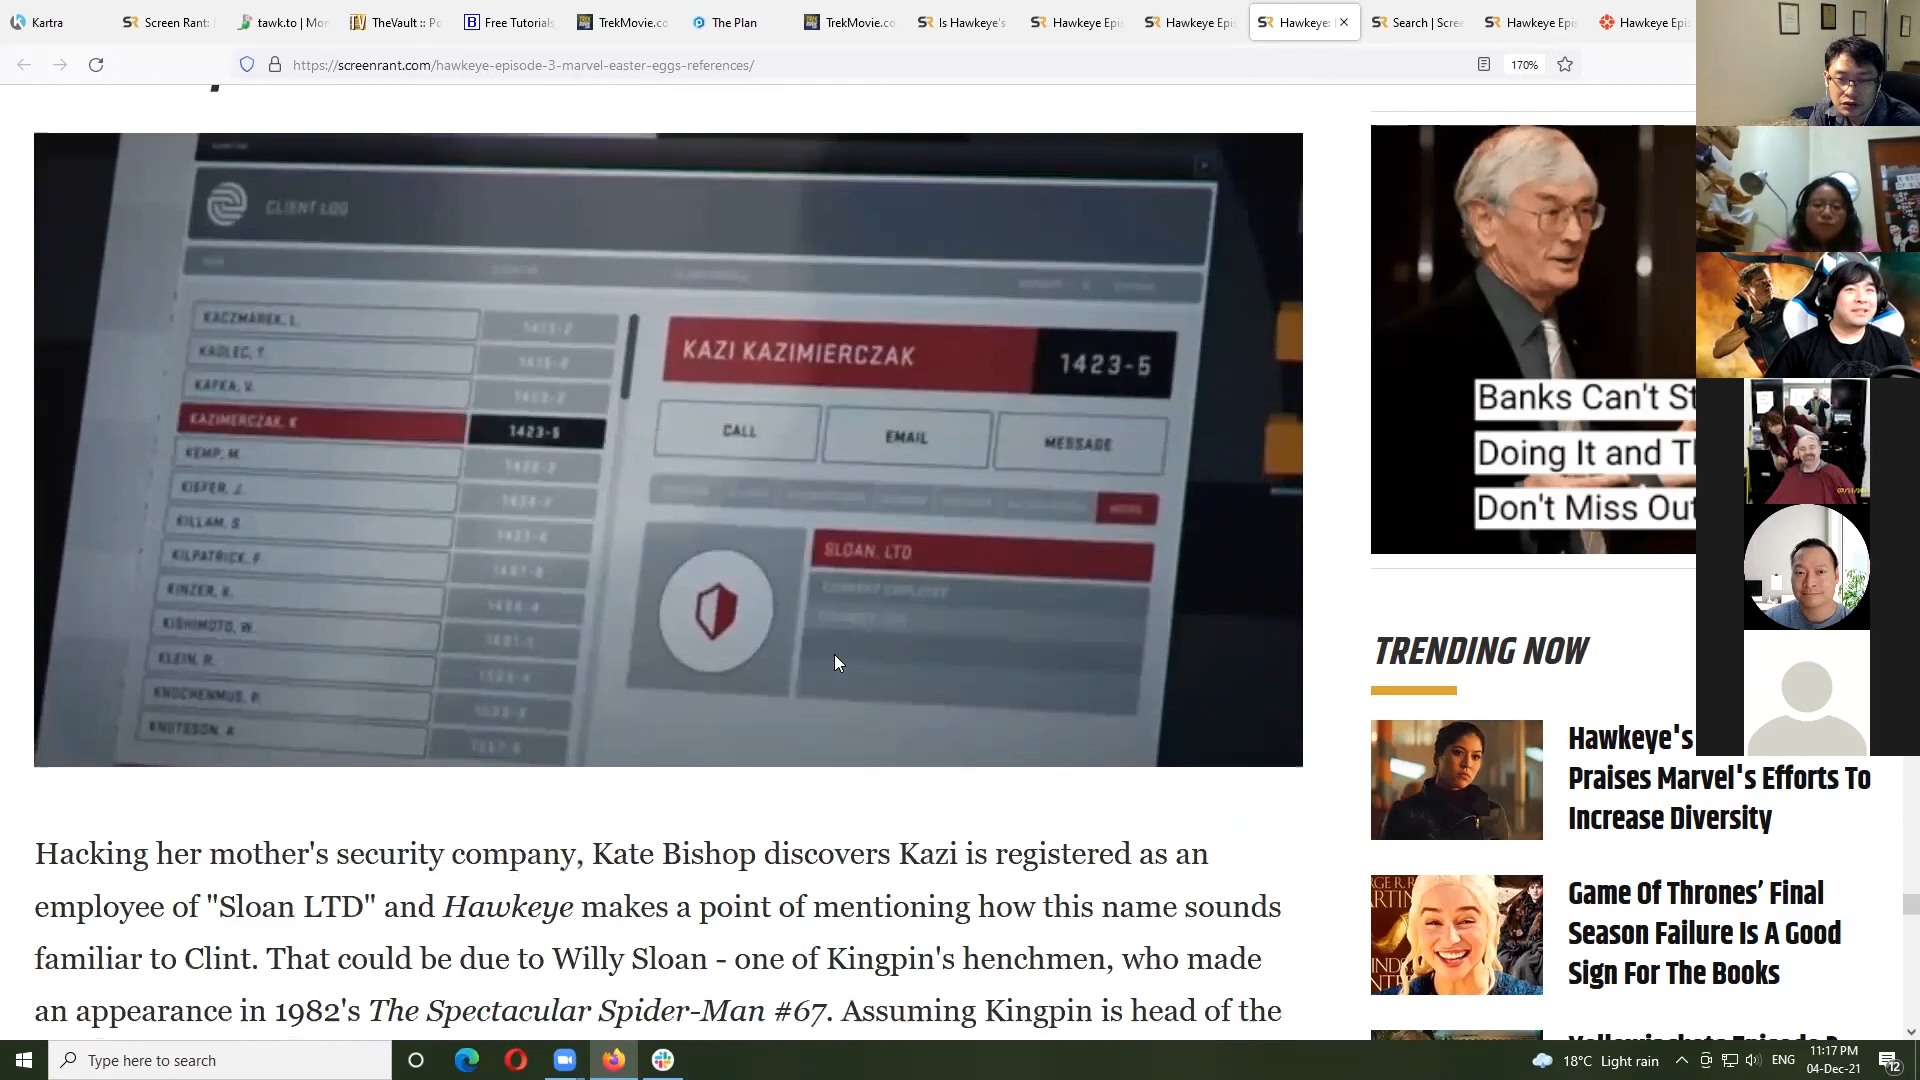 Kartra
Screen Rant:
tawk.to | Mo
TheVault :: Po
Free Tutorials
TrekMovie.co
The Plan
TrekMovie.co
Is Hawkeye's
Hawkeye Epi
Hawkeye Epi
Hawkeye:
Search | Scre
Hawkeye Epi
Hawkeye Epi
https://screenrant.com/hawkeye-episode-3-marvel-easter-eggs-references/
170%
CLIENT LOG
KACZMAREK, L.
KADLEC, T.
KAFKA, V.
KAZIMERCZAK, K
1423-5
KEMP, M.
KIEFER, J.
KILLAM, S.
KILPATRICK, F.
KINZER, K.
KISHIMOTO, W.
KLEIN, R.
KNOCHENMUS, P.
KNUTESON, A.
KAZI KAZIMIERCZAK
1423-5
CALL
EMAIL
MESSAGE
SLOAN, LTD
CURRENT EMPLOYEE
Banks Can't St
Doing It and Th
Don't Miss Out
TRENDING NOW
Hawkeye's
Praises Marvel's Efforts To
Increase Diversity
Game Of Thrones' Final
Season Failure Is A Good
Sign For The Books
Hacking her mother's security company, Kate Bishop discovers Kazi is registered as an
employee of "Sloan LTD" and Hawkeye makes a point of mentioning how this name sounds
familiar to Clint. That could be due to Willy Sloan - one of Kingpin's henchmen, who made
an appearance in 1982's The Spectacular Spider-Man #67. Assuming Kingpin is head of the
Type here to search
18°C Light rain
ENG
11:17 PM
04-Dec-21
12